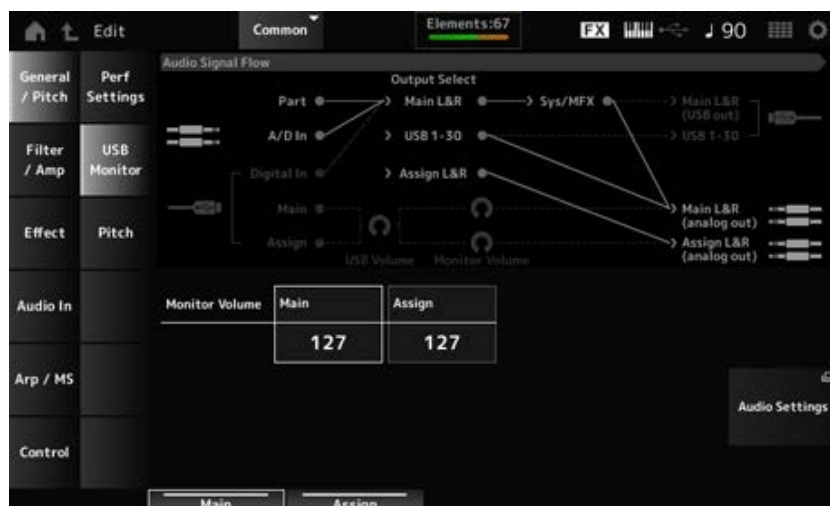 Edit
Common
Elements:67
FX
♩ 90
General / Pitch
Perf Settings
Filter / Amp
USB Monitor
Effect
Pitch
Audio In
Arp / MS
Control
Audio Signal Flow
Output Select
Part
Main L&R
Sys/MFX
Main L&R (USB out)
A/D In
USB 1-30
USB 1-30
Digital In
Assign L&R
Main
Main L&R (analog out)
Assign
Assign L&R (analog out)
USB Volume
Monitor Volume
Monitor Volume
Main
Assign
127
127
Audio Settings
Main
Assign